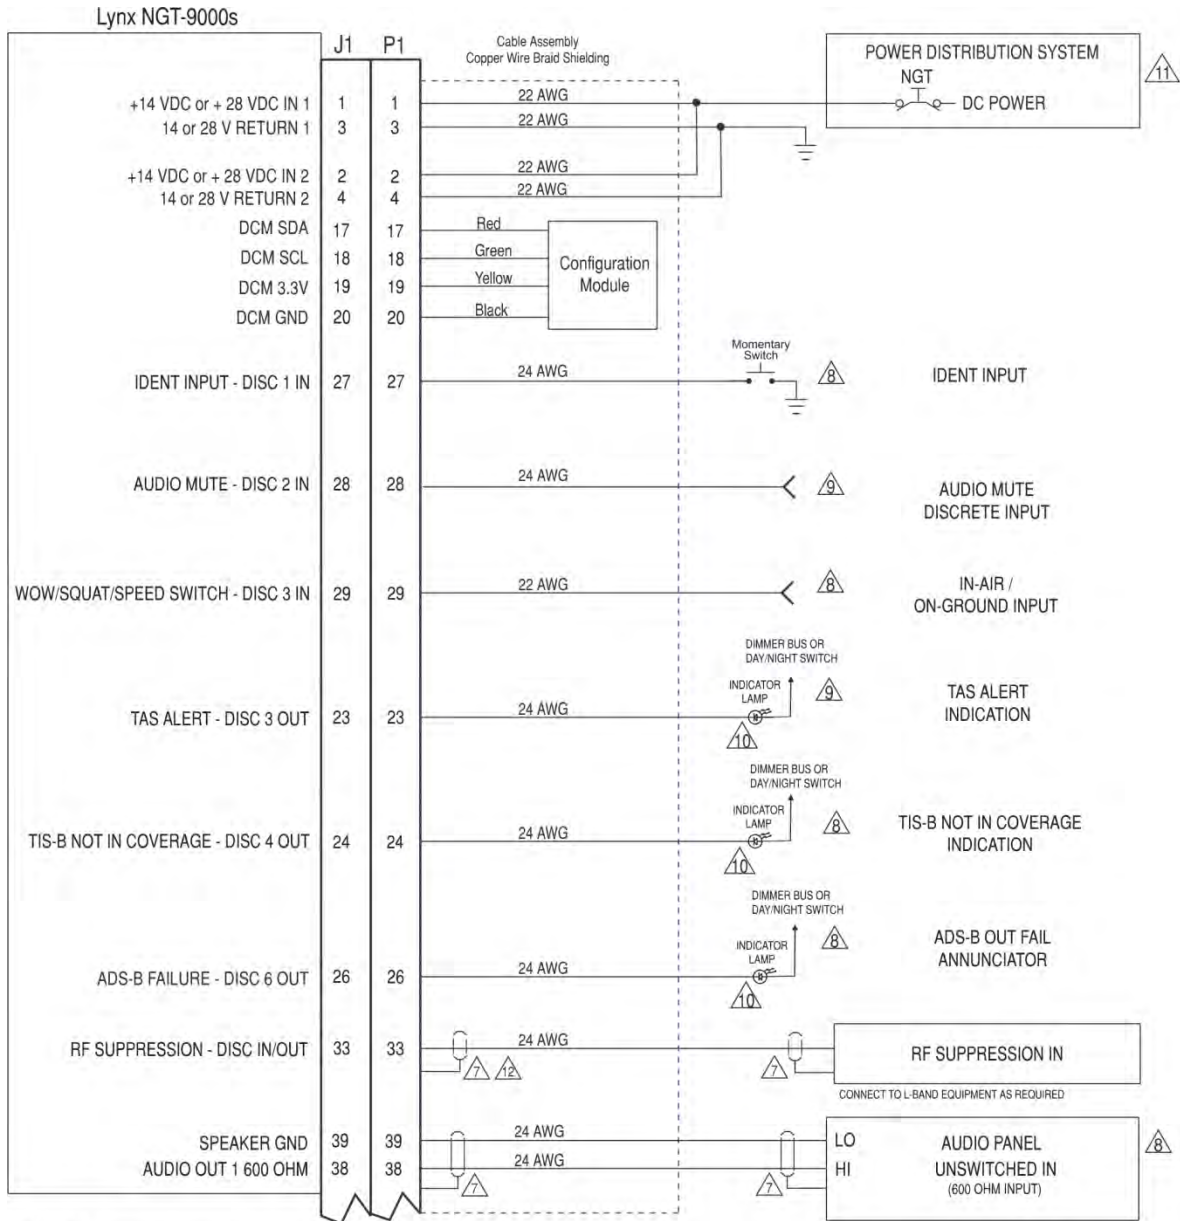 Lynx NGT-9000s
J1 P1
Cable Assembly
Copper Wire Braid Shielding
POWER DISTRIBUTION SYSTEM
NGT
DC POWER
11
+14 VDC or + 28 VDC IN 1 1 1 22 AWG
14 or 28 V RETURN 1 3 3 22 AWG
+14 VDC or + 28 VDC IN 2 2 2 22 AWG
14 or 28 V RETURN 2 4 4 22 AWG
DCM SDA 17 17 Red
DCM SCL 18 18 Green
DCM 3.3V 19 19 Yellow
DCM GND 20 20 Black
Configuration
Module
Momentary
Switch
IDENT INPUT - DISC 1 IN 27 27 24 AWG 8 IDENT INPUT
AUDIO MUTE - DISC 2 IN 28 28 24 AWG 9
AUDIO MUTE
DISCRETE INPUT
WOW/SQUAT/SPEED SWITCH - DISC 3 IN 29 29 22 AWG 8
IN-AIR /
ON-GROUND INPUT
DIMMER BUS OR
DAY/NIGHT SWITCH
INDICATOR
LAMP
TAS ALERT - DISC 3 OUT 23 23 24 AWG 10 9
TAS ALERT
INDICATION
DIMMER BUS OR
DAY/NIGHT SWITCH
INDICATOR
LAMP
TIS-B NOT IN COVERAGE - DISC 4 OUT 24 24 24 AWG 10 8
TIS-B NOT IN COVERAGE
INDICATION
DIMMER BUS OR
DAY/NIGHT SWITCH
INDICATOR
LAMP
ADS-B FAILURE - DISC 6 OUT 26 26 24 AWG 10 8
ADS-B OUT FAIL
ANNUNCIATOR
RF SUPPRESSION - DISC IN/OUT 33 33 24 AWG
7 12 7
RF SUPPRESSION IN
CONNECT TO L-BAND EQUIPMENT AS REQUIRED
SPEAKER GND 39 39 24 AWG LO
AUDIO OUT 1 600 OHM 38 38 24 AWG HI
7 7
AUDIO PANEL
UNSWITCHED IN
(600 OHM INPUT)
8